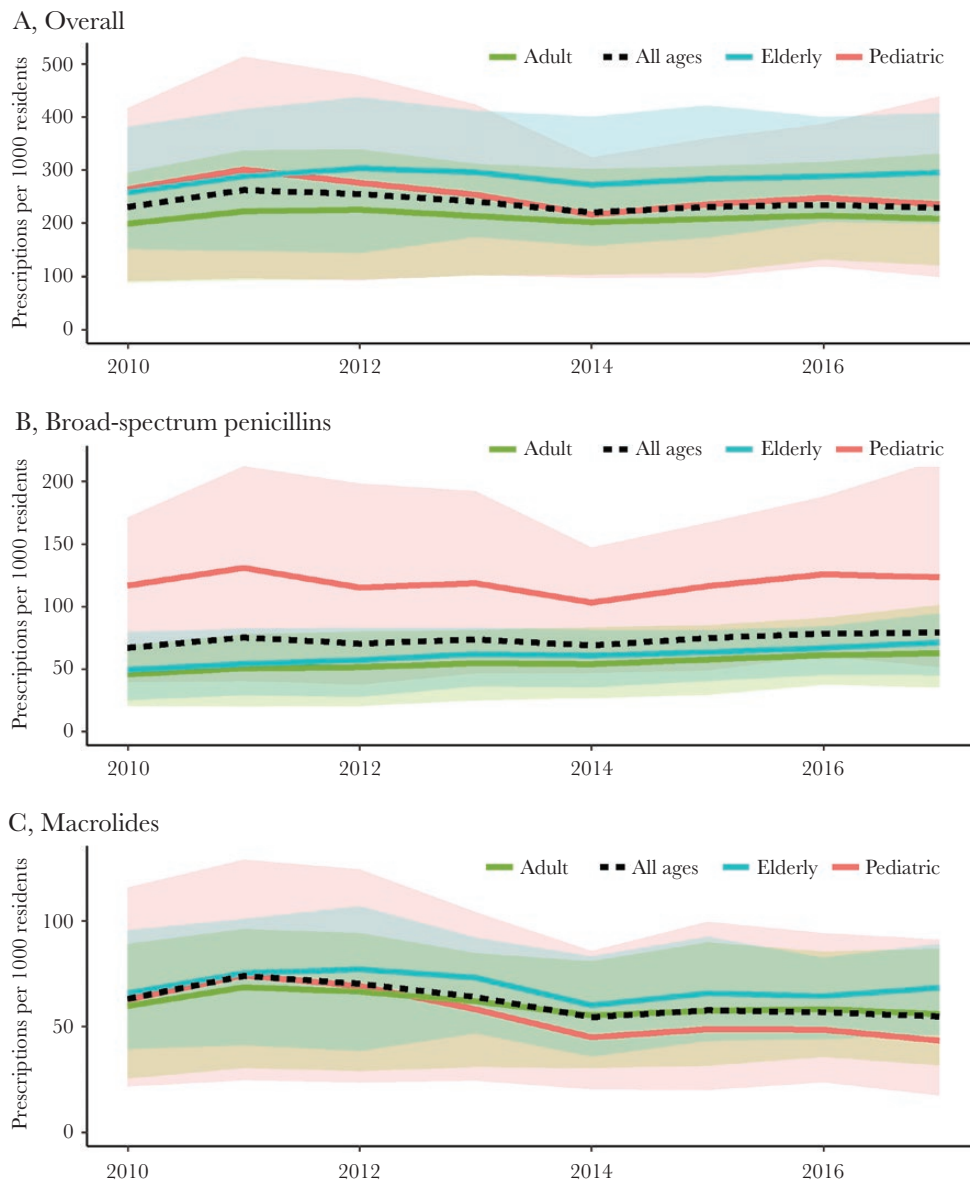 A, Overall
Adult All ages Elderly Pediatric
Prescriptions per 1000 residents
500
400
300
200
100
0
2010 2012 2014 2016
B, Broad-spectrum penicillins
Adult All ages Elderly Pediatric
Prescriptions per 1000 residents
200
150
100
50
0
2010 2012 2014 2016
C, Macrolides
Adult All ages Elderly Pediatric
Prescriptions per 1000 residents
100
50
0
2010 2012 2014 2016